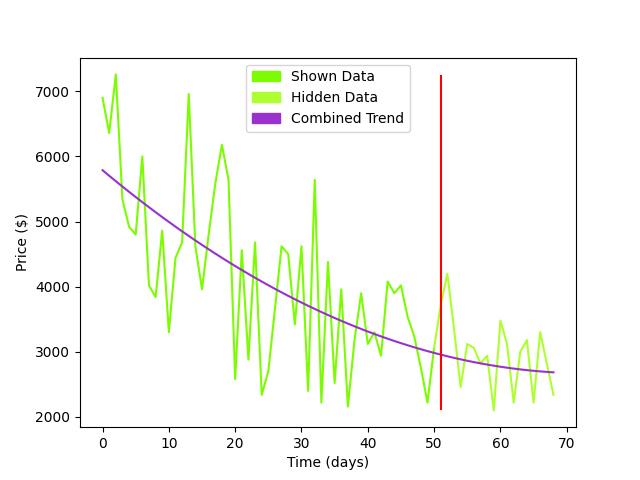 Shown Data
Hidden Data
Combined Trend
Price ($)
7000
6000
5000
4000
3000
2000
0 10 20 30 40 50 60 70
Time (days)